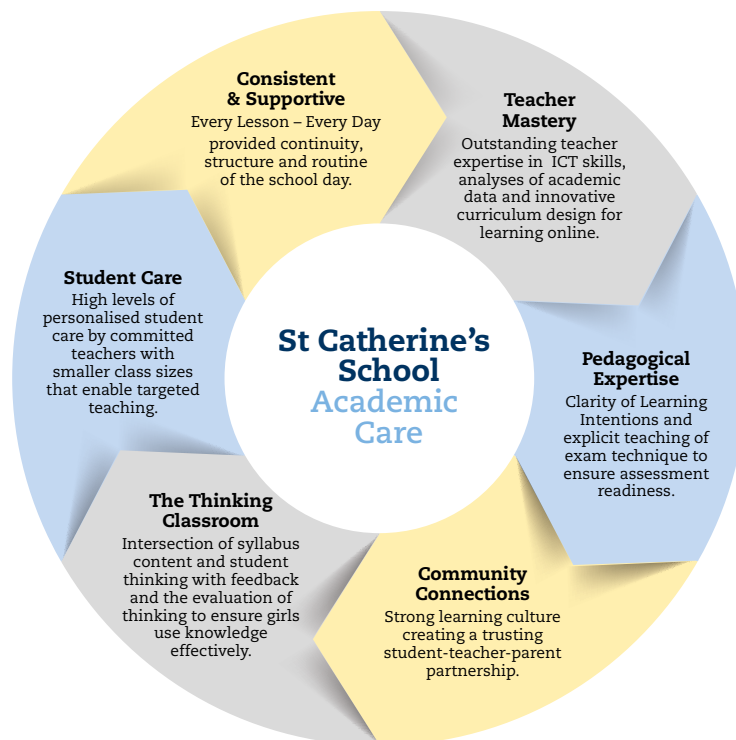 Consistent
& Supportive
Every Lesson – Every Day
provided continuity,
structure and routine
of the school day.
Teacher
Mastery
Outstanding teacher
expertise in ICT skills,
analyses of academic
data and innovative
curriculum design for
learning online.
Pedagogical
Expertise
Clarity of Learning
Intentions and
explicit teaching of
exam technique to
ensure assessment
readiness.
Community
Connections
Strong learning culture
creating a trusting
student-teacher-parent
partnership.
The Thinking
Classroom
Intersection of syllabus
content and student
thinking with feedback
and the evaluation of
thinking to ensure girls
use knowledge
effectively.
Student Care
High levels of
personalised student
care by committed
teachers with
smaller class sizes
that enable targeted
teaching.
St Catherine’s
School
Academic
Care